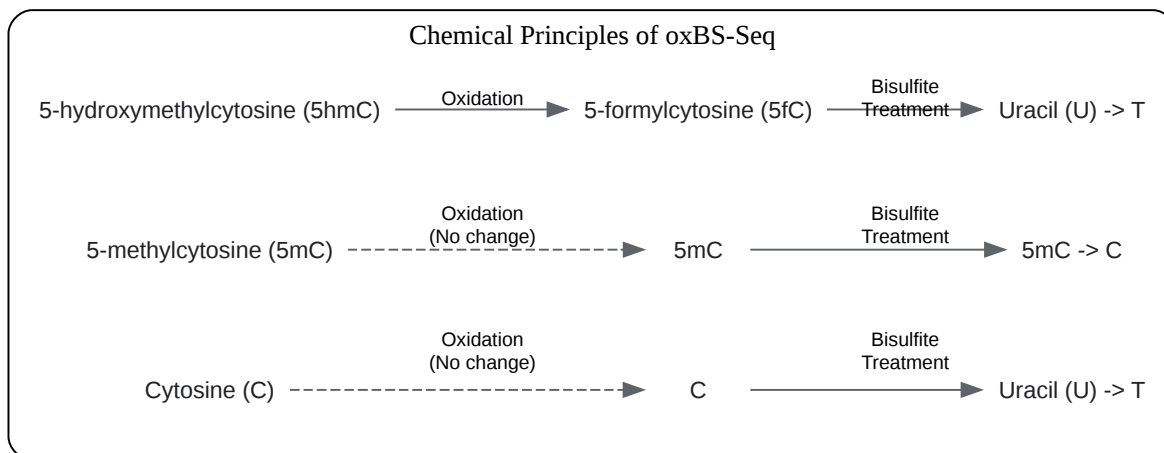 Chemical Principles of oxBS-Seq
5-hydroxymethylcytosine (5hmC)
Oxidation
5-formylcytosine (5fC)
Bisulfite
Treatment
Uracil (U) -> T
5-methylcytosine (5mC)
Oxidation
(No change)
5mC
Bisulfite
Treatment
5mC -> C
Cytosine (C)
Oxidation
(No change)
C
Bisulfite
Treatment
Uracil (U) -> T